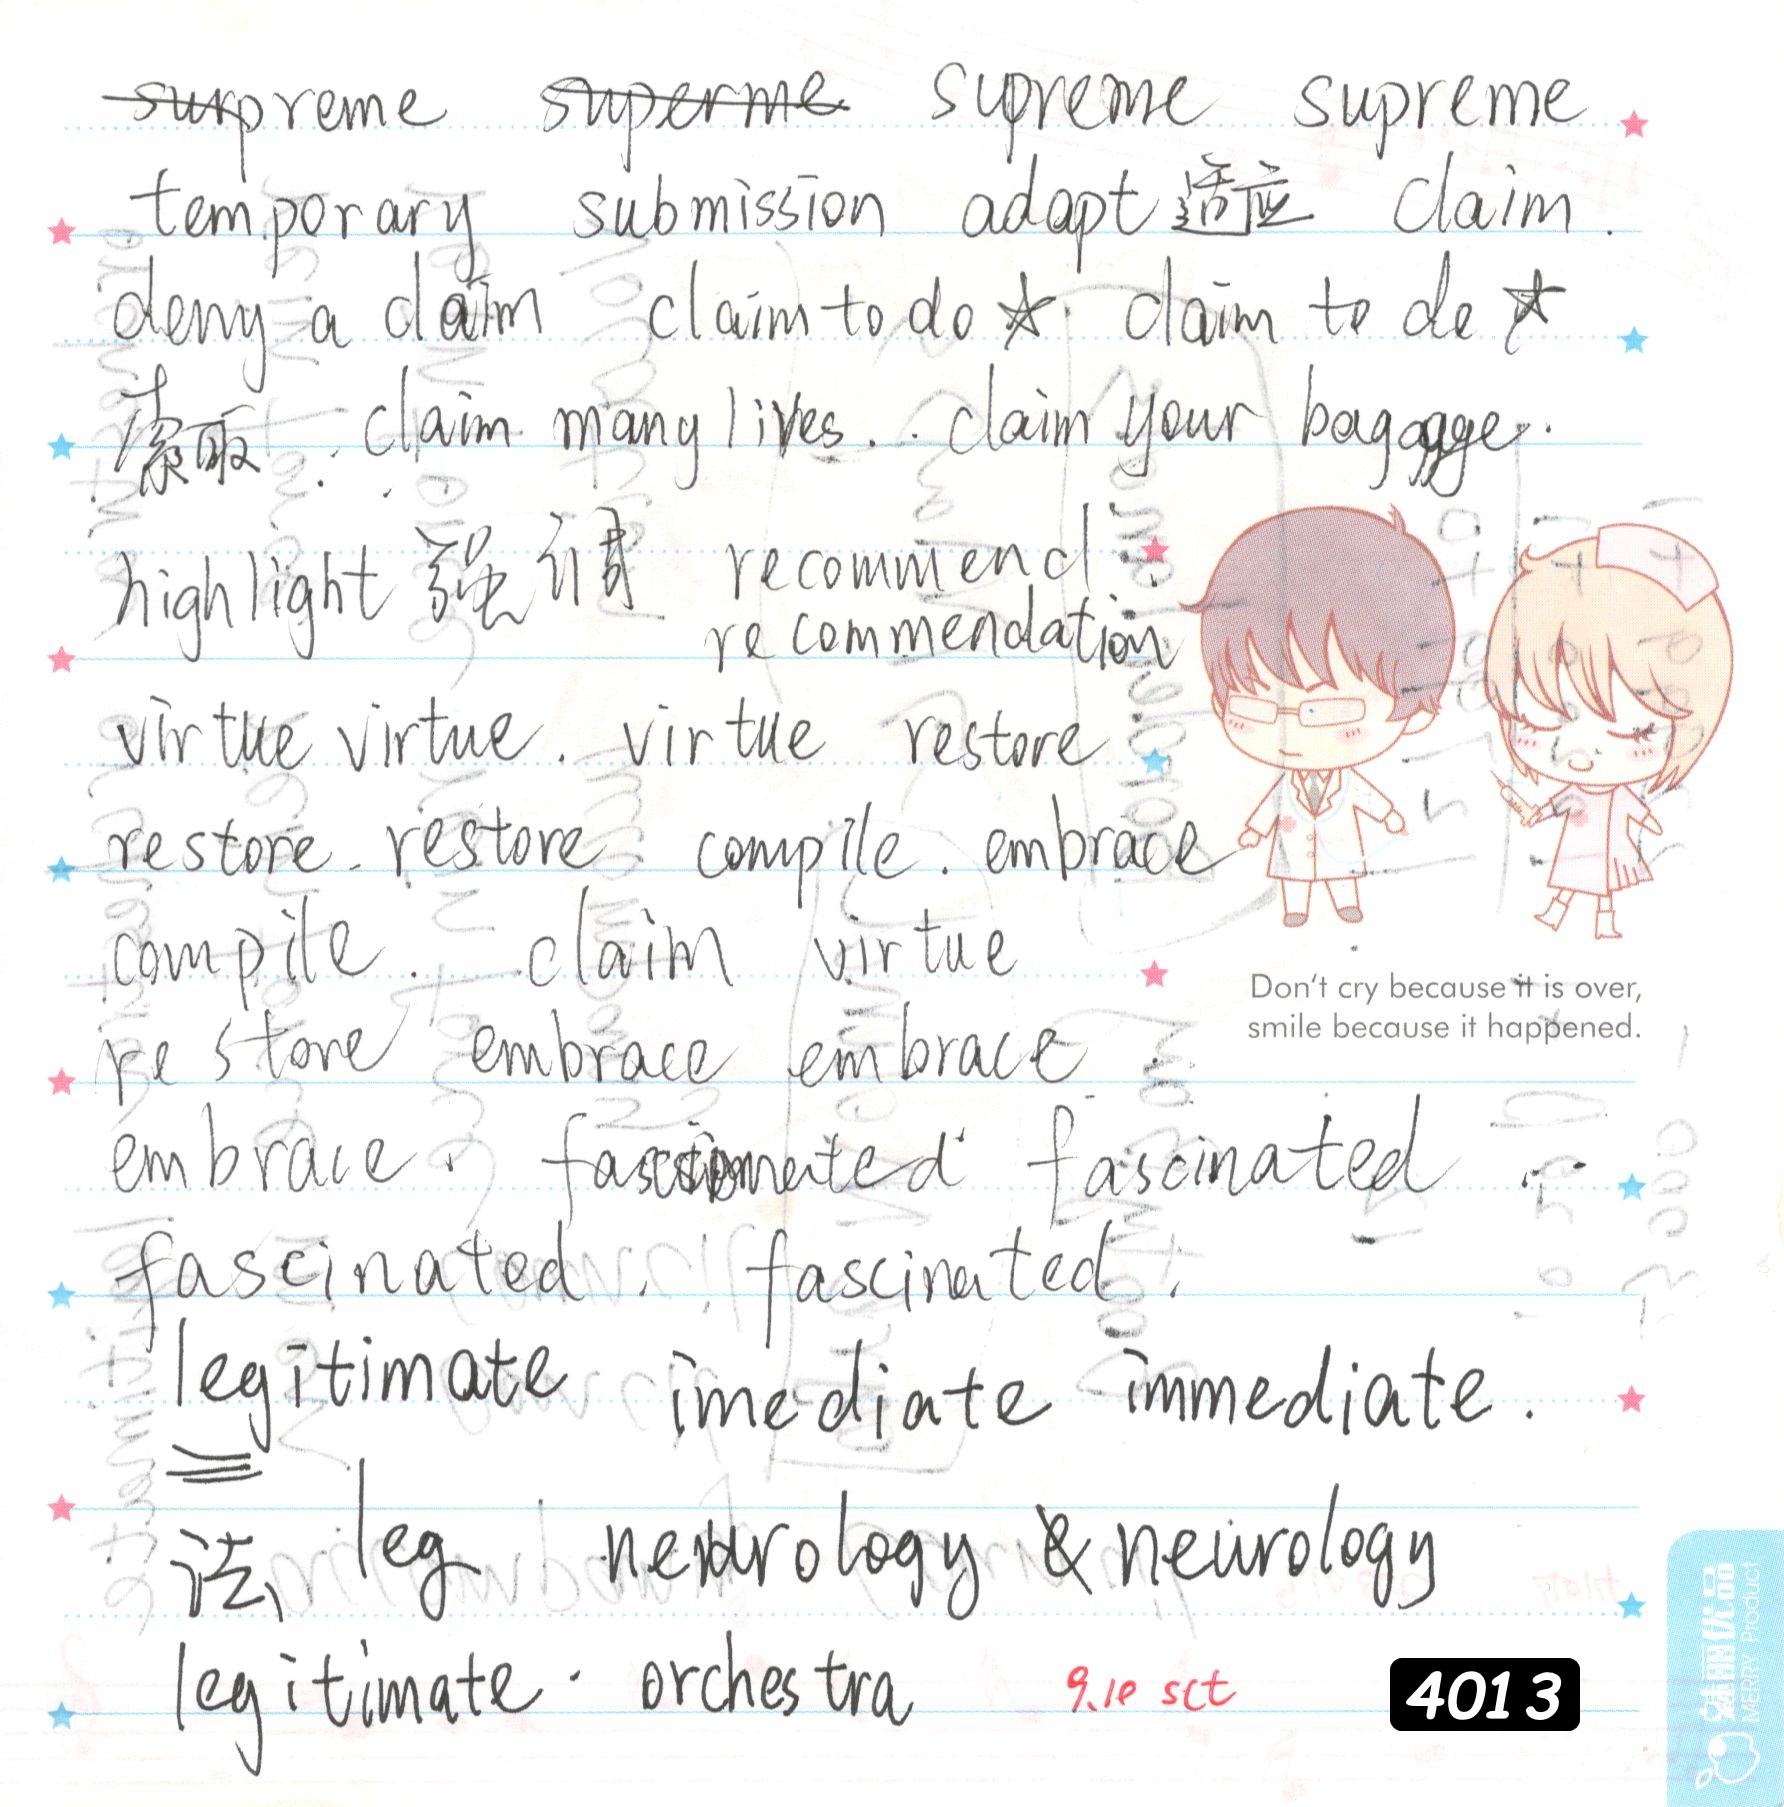 surpreme superme supreme supreme
temporary submission adapt 适应 claim.
deny a claim claim to do ☆. claim to do ☆
索取. claim many lives.. claim your baggage.
highlight 强调 recommend
recommendation
virtue virtue. virtue restore
restore. restore compile. embrace
compile. claim virtue
restore embrace embrace
embrace. fascinated fascinated.
fascinated. fascinated.
legitimate imediate immediate.
法 leg neurology & neurology
legitimate. orchestra 9.10 sct
Don't cry because it is over,
smile because it happened.
4013
MERRY Product